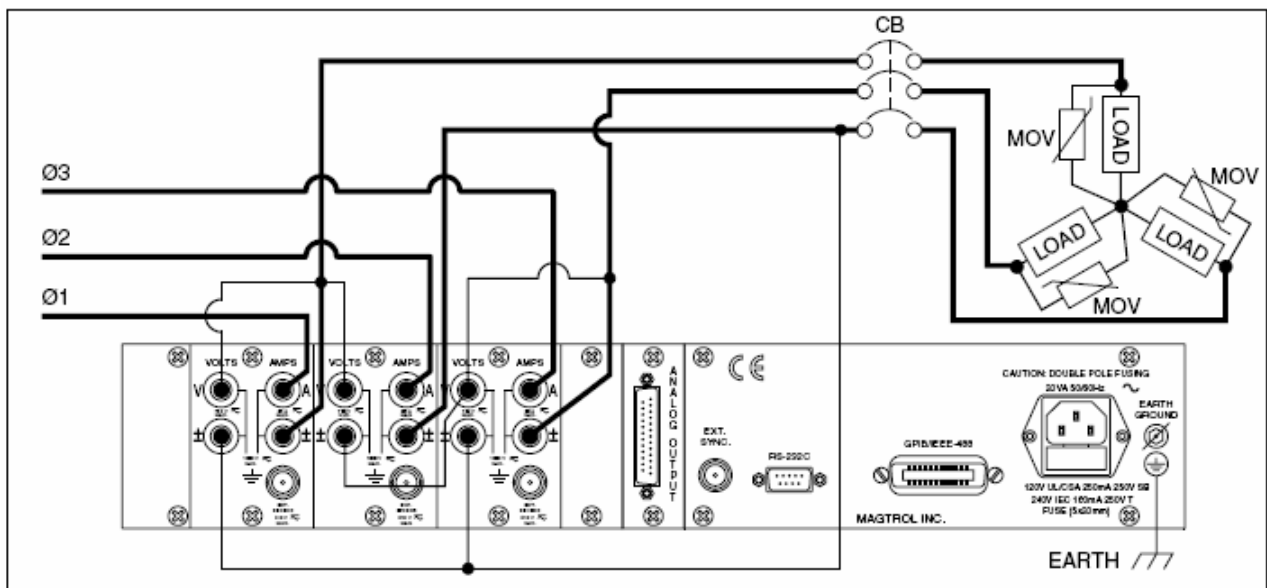 CB
LOAD
MOV
MOV
LOAD
LOAD
MOV
Ø3
Ø2
Ø1
VOLTS AMPS VOLTS AMPS VOLTS AMPS
V A V A V A
± ± ± ± ± ±
ANALOG OUTPUT
CE
EXT.
SYNC.
RS-232C
GPIB/IEEE-488
CAUTION: DOUBLE POLE FUSING
20VA 50/60Hz
EARTH
GROUND
120V UL/CSA 250mA 250V SB
240V IEC 160mA 250V T
FUSE (5x20mm)
MAGTROL INC.
EARTH